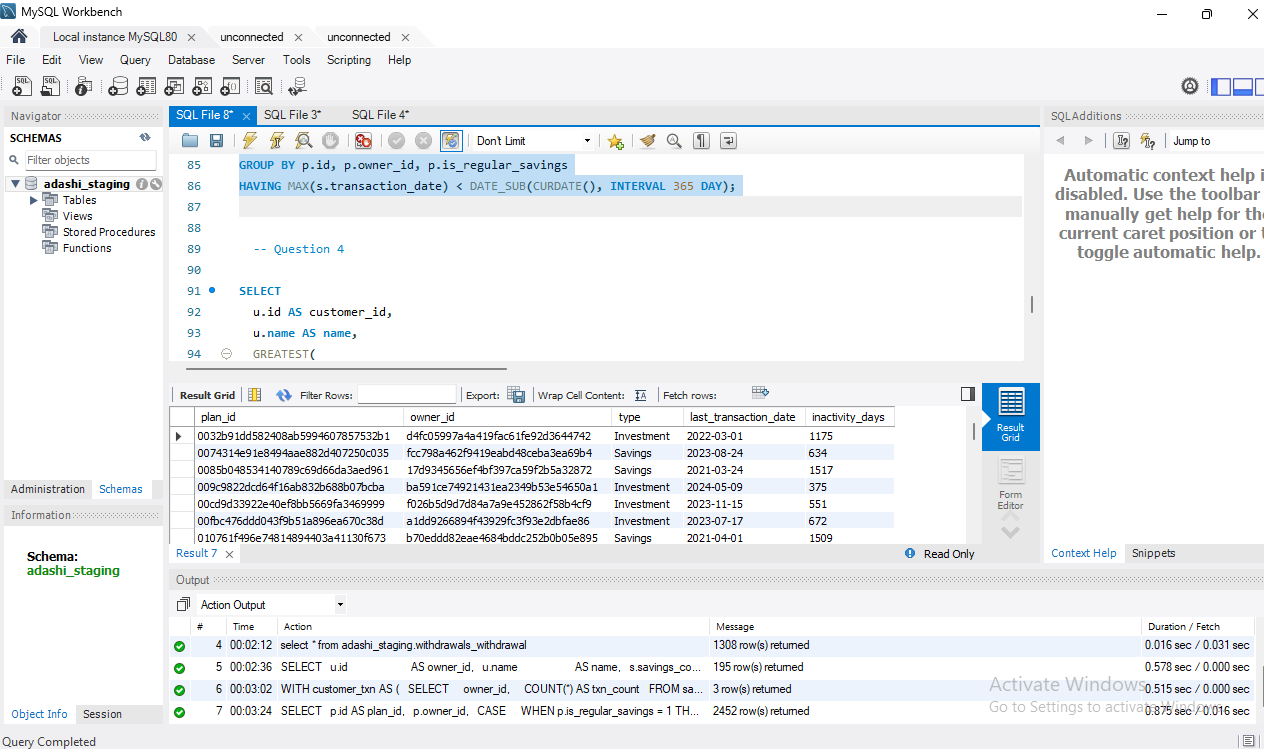 MySQL Workbench
Local instance MySQL80
unconnected
unconnected
File Edit View Query Database Server Tools Scripting Help
Navigator
SCHEMAS
Filter objects
adashi_staging
Tables
Views
Stored Procedures
Functions
Administration Schemas
Information
Schema:
adashi_staging
Object Info Session
Query Completed
SQL File 8* SQL File 3* SQL File 4*
Don't Limit
85 GROUP BY p.id, p.owner_id, p.is_regular_savings
86 HAVING MAX(s.transaction_date) < DATE_SUB(CURDATE(), INTERVAL 365 DAY);
87
88
89 -- Question 4
90
91 SELECT
92 u.id AS customer_id,
93 u.name AS name,
94 GREATEST(
Result Grid Filter Rows: Export: Wrap Cell Content: Fetch rows:
plan_id owner_id type last_transaction_date inactivity_days
0032b91dd582408ab5994607857532b1 d4fc05997a4a419fac61fe92d3644742 Investment 2022-03-01 1175
0074314e91e8494aae882d407250c035 fcc798a462f9419eabd48ceba3ea69b4 Savings 2023-08-24 634
0085b048534140789c69d66da3aed961 17d9345656ef4bf397ca59f2b5a32872 Savings 2021-03-24 1517
009c9822dcd64f16ab832b688b07bcba ba591ce74921431ea2349b53e54650a1 Investment 2024-05-09 375
00cd9d33922e40ef8bb5669fa3469999 f026b5d9d7d84a7a9e452862f58b4cf9 Investment 2023-11-15 551
00fbc476ddd043f9b51a896ea670c38d a1dd9266894f43929fc3f93e2dbfae86 Investment 2023-07-17 672
010761f496e74814894403a41130f673 b70eddd82eae4684bddc252b0b05e895 Savings 2021-04-01 1509
Result Grid
Form Editor
Result 7
Read Only
Output
Action Output
# Time Action Message Duration / Fetch
4 00:02:12 select * from adashi_staging.withdrawals_withdrawal 1308 row(s) returned 0.016 sec / 0.031 sec
5 00:02:36 SELECT u.id AS owner_id, u.name AS name, s.savings_co... 195 row(s) returned 0.578 sec / 0.000 sec
6 00:03:02 WITH customer_txn AS ( SELECT owner_id, COUNT(*) AS txn_count FROM sa... 3 row(s) returned 0.515 sec / 0.000 sec
7 00:03:24 SELECT p.id AS plan_id, p.owner_id, CASE WHEN p.is_regular_savings = 1 TH... 2452 row(s) returned 0.875 sec / 0.016 sec
SQLAdditions
Jump to
Automatic context help i
disabled. Use the toolbar
manually get help for the
current caret position or t
toggle automatic help.
Context Help Snippets
Activate Windows
Go to Settings to activate Windows.